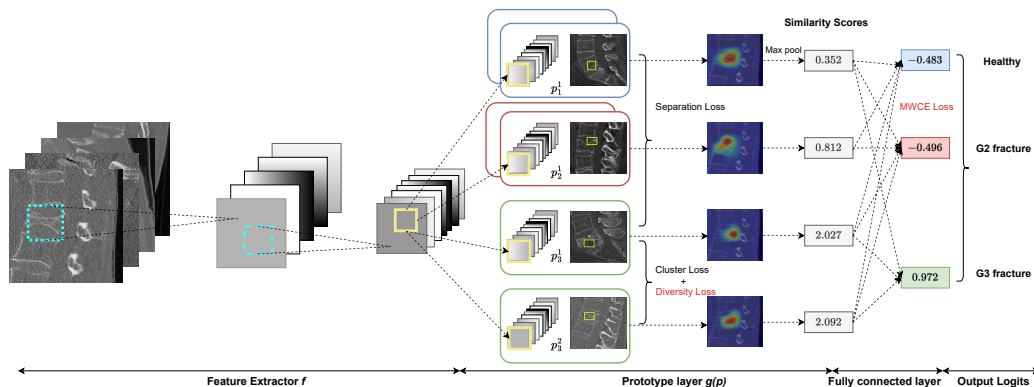 Similarity Scores
Max pool
p₁¹
0.352
−0.483
Healthy
Separation Loss
MWCE Loss
p₂¹
0.812
−0.496
G2 fracture
p₃¹
2.027
Cluster Loss
+
Diversity Loss
0.972
G3 fracture
p₃²
2.092
Feature Extractor f
Prototype layer g(p)
Fully connected layer
Output Logits